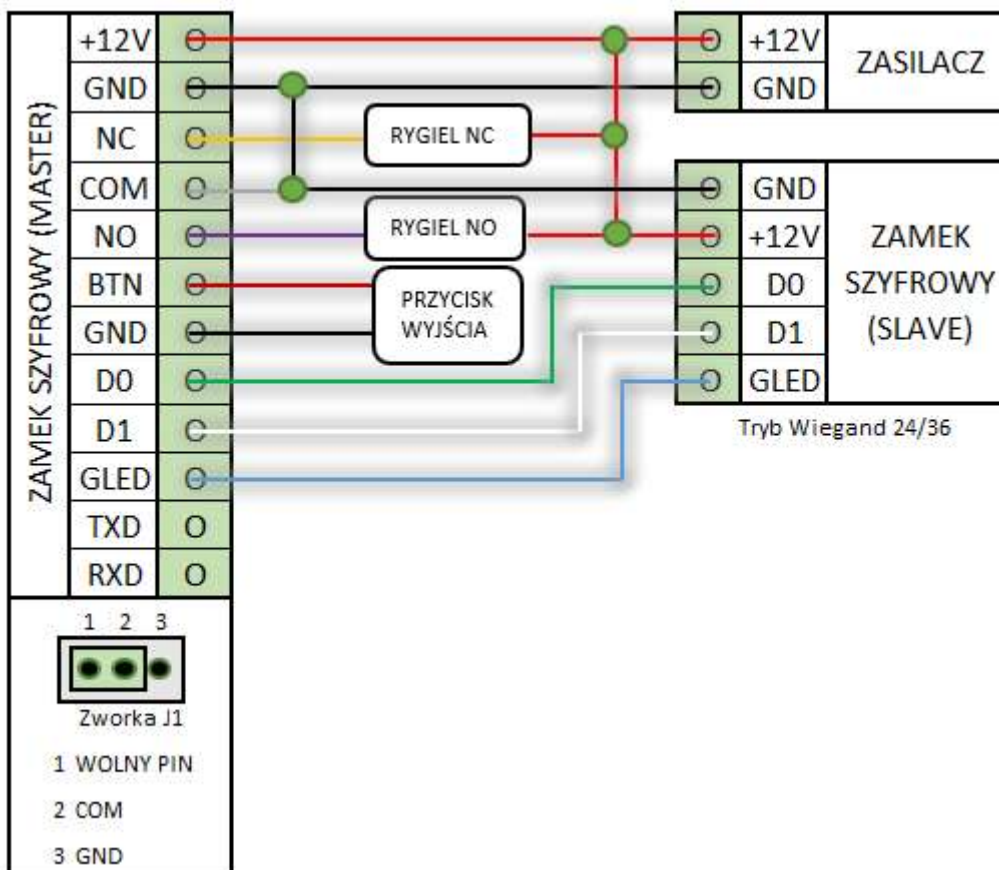 ZAMEK SZYFROWY (MASTER)
+12V
GND
NC
COM
NO
BTN
GND
D0
D1
GLED
TXD
RXD
RYGIEL NC
RYGIEL NO
PRZYCISK
WYJŚCIA
+12V
GND
ZASILACZ
GND
+12V
D0
D1
GLED
ZAMEK
SZYFROWY
(SLAVE)
Tryb Wiegand 24/36
1 2 3
Zworka J1
1 WOLNY PIN
2 COM
3 GND